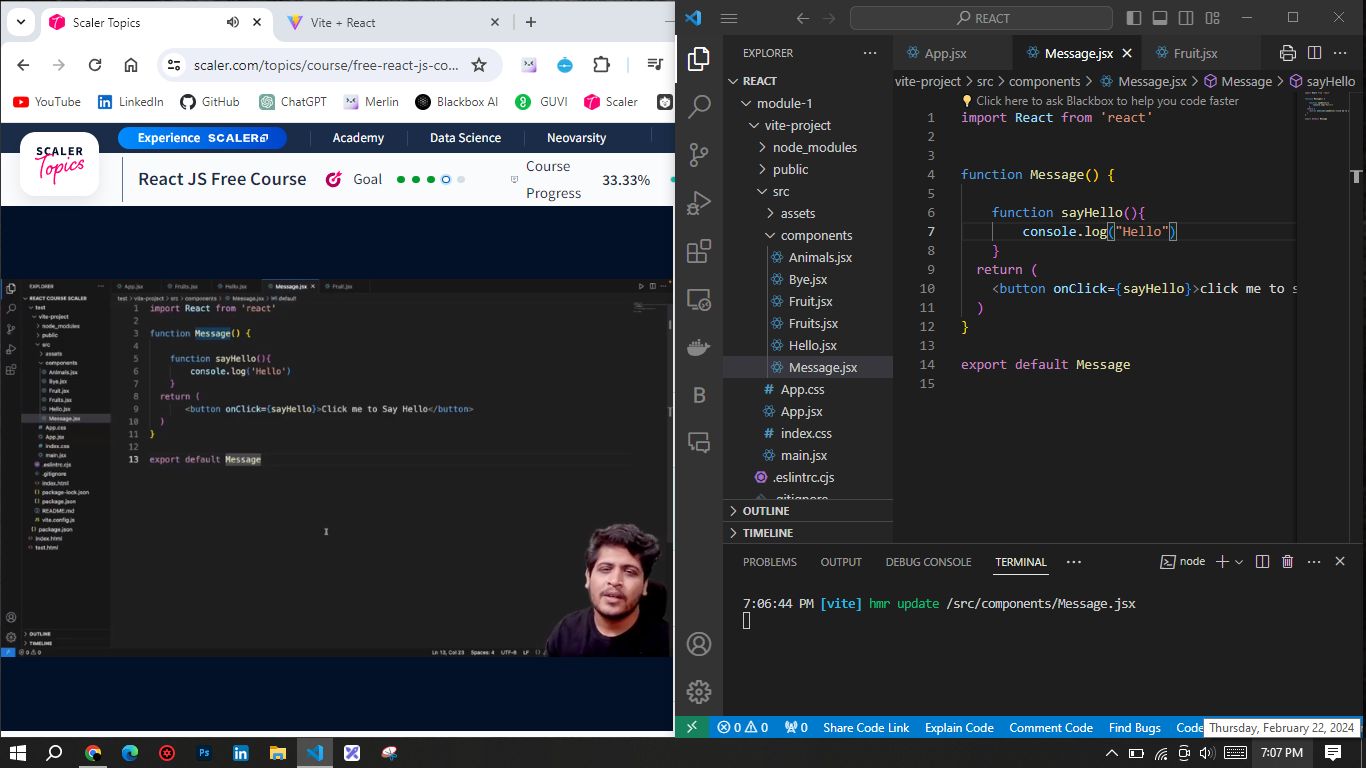 Scaler Topics
Vite + React
scaler.com/topics/course/free-react-js-co...
YouTube
LinkedIn
GitHub
ChatGPT
Merlin
Blackbox AI
GUVI
Scaler
Experience SCALER
Academy
Data Science
Neovarsity
SCALER
Topics
React JS Free Course
Goal
Course
Progress
33.33%
EXPLORER
App.jsx
Fruits.jsx
Hello.jsx
Message.jsx
Fruit.jsx
REACT COURSE SCALER
test > vite-project > src > components > Message.jsx > default
test
vite-project
node_modules
public
src
assets
components
Animals.jsx
Bye.jsx
Fruit.jsx
Fruits.jsx
Hello.jsx
Message.jsx
App.css
App.jsx
index.css
main.jsx
.eslintrc.cjs
.gitignore
index.html
package-lock.json
package.json
README.md
vite.config.js
package.json
index.html
test.html
OUTLINE
TIMELINE
1 import React from 'react'
2
3 function Message() {
4
5 function sayHello(){
6 console.log('Hello')
7 }
8 return (
9 <button onClick={sayHello}>Click me to Say Hello</button>
10 )
11 }
12
13 export default Message
0 0
Ln 13, Col 23
Spaces: 4
UTF-8
LF
REACT
EXPLORER
App.jsx
Message.jsx
Fruit.jsx
REACT
module-1
vite-project
node_modules
public
src
assets
components
Animals.jsx
Bye.jsx
Fruit.jsx
Fruits.jsx
Hello.jsx
Message.jsx
App.css
App.jsx
index.css
main.jsx
.eslintrc.cjs
.gitignore
OUTLINE
TIMELINE
vite-project > src > components > Message.jsx > Message > sayHello
Click here to ask Blackbox to help you code faster
1 import React from 'react'
2
3
4 function Message() {
5
6 function sayHello(){
7 console.log("Hello")
8 }
9 return (
10 <button onClick={sayHello}>click me to s
11 )
12 }
13
14 export default Message
15
PROBLEMS
OUTPUT
DEBUG CONSOLE
TERMINAL
node
7:06:44 PM [vite] hmr update /src/components/Message.jsx
0 0
0
Share Code Link
Explain Code
Comment Code
Find Bugs
Code
Thursday, February 22, 2024
Ps
7:07 PM